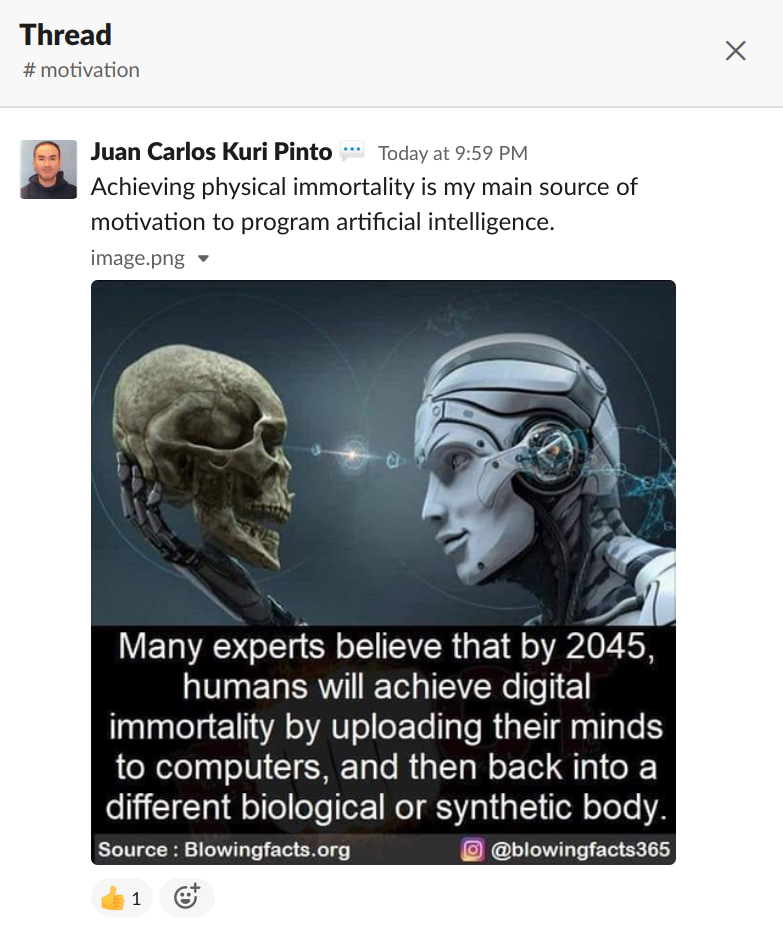 Thread
# motivation
Juan Carlos Kuri Pinto Today at 9:59 PM
Achieving physical immortality is my main source of
motivation to program artificial intelligence.
image.png
Many experts believe that by 2045,
humans will achieve digital
immortality by uploading their minds
to computers, and then back into a
different biological or synthetic body.
Source : Blowingfacts.org @blowingfacts365
1